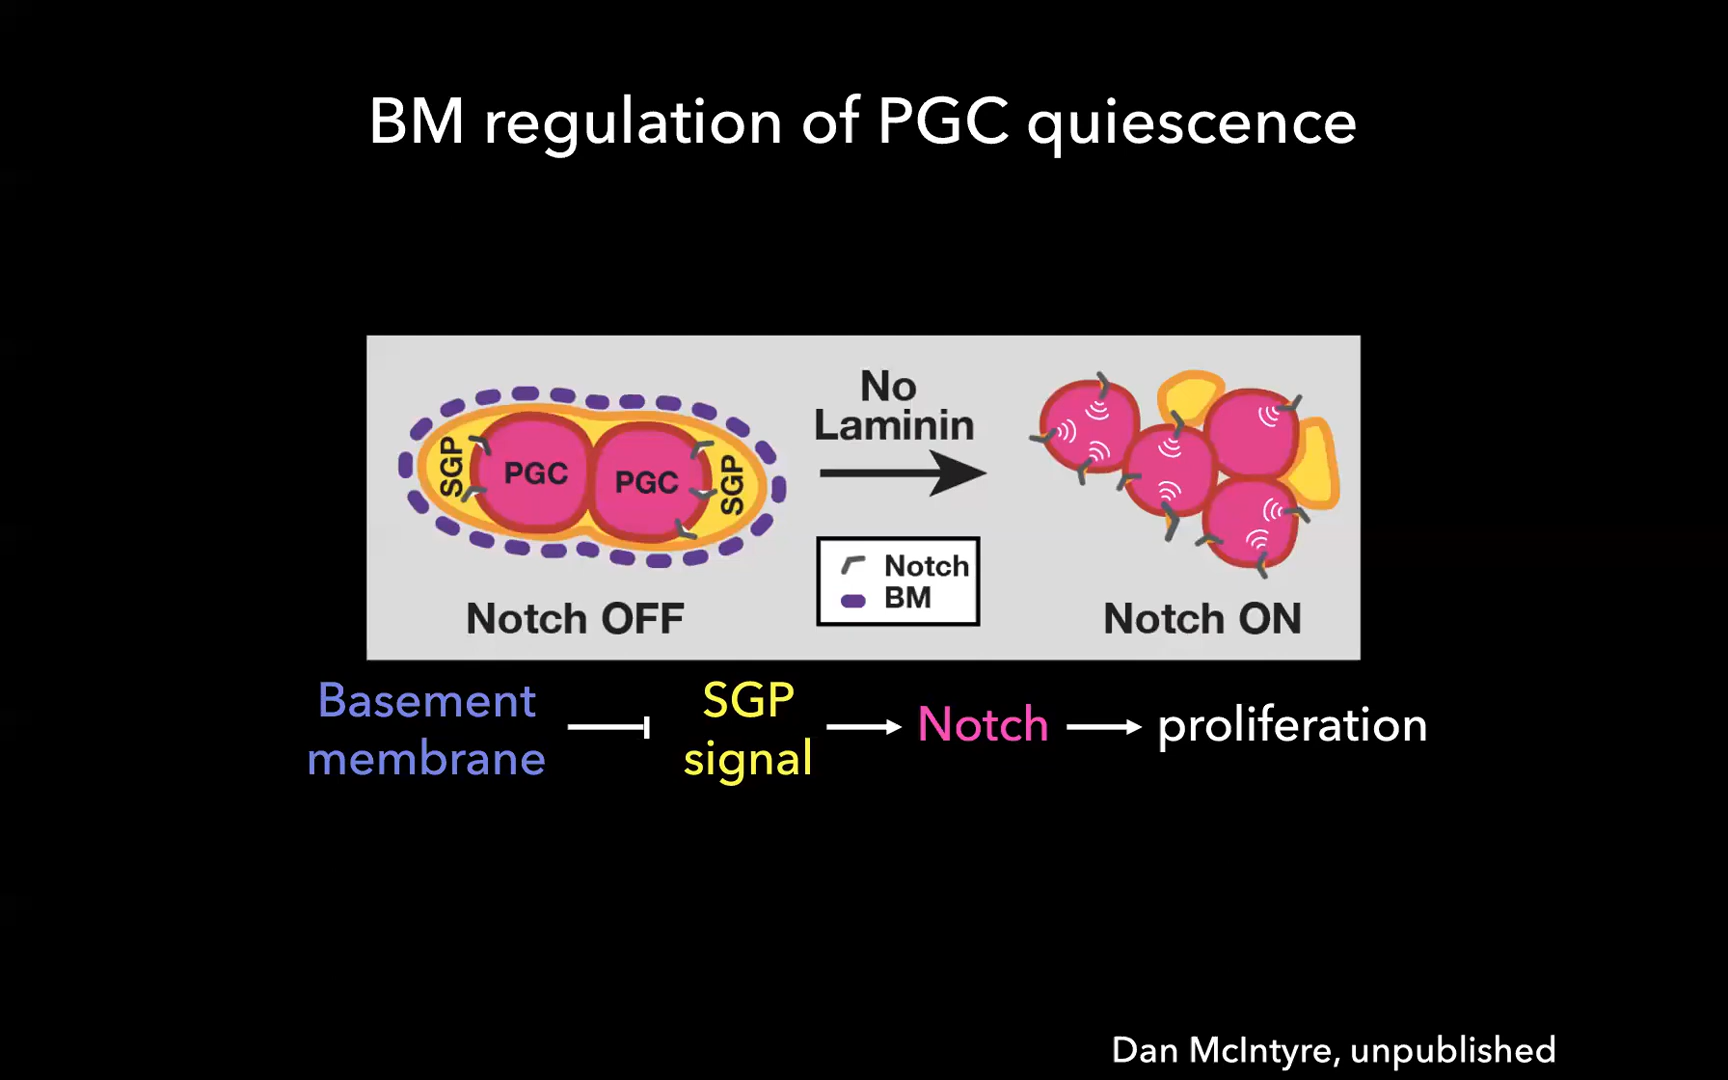 BM regulation of PGC quiescence
No
Laminin
SGP
PGC
PGC
SGP
Notch
BM
Notch OFF
Notch ON
Basement
membrane
SGP
signal
Notch
proliferation
Dan McIntyre, unpublished